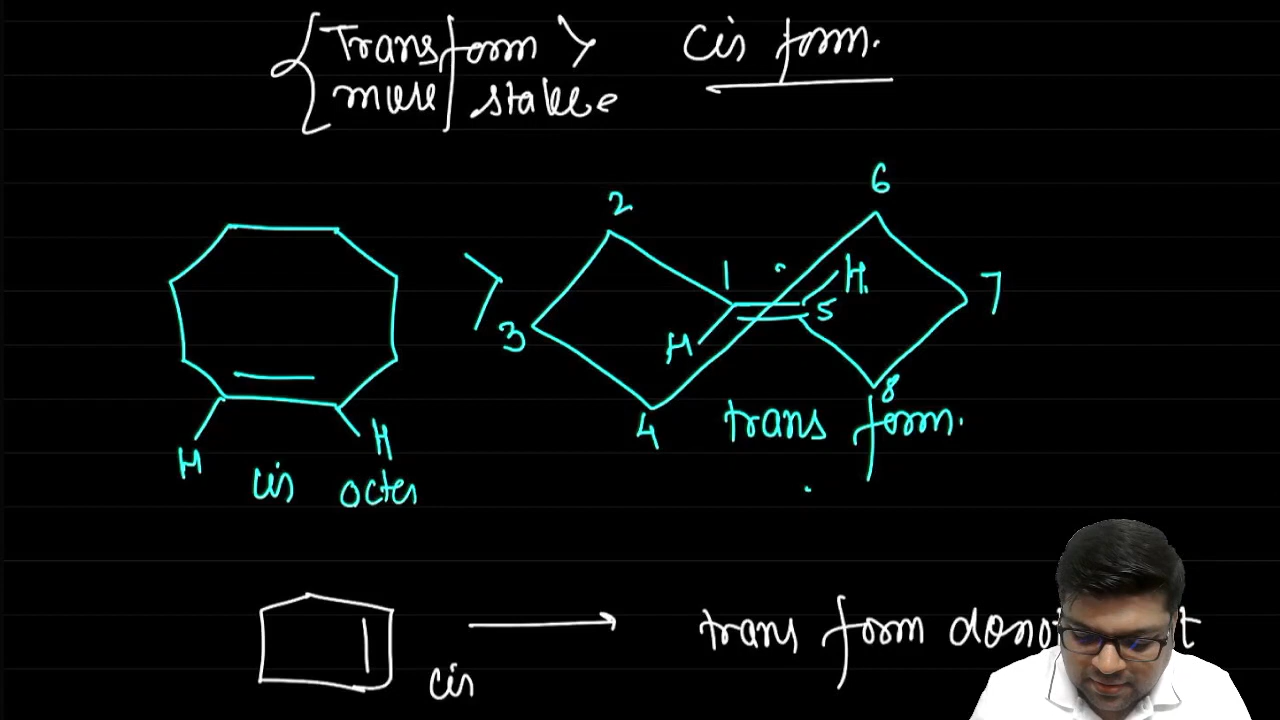 Trans form > cis form.
more stable
6
2
1 H. 7
> 3 H 5
8
4
H H trans form.
cis octen
cis trans form donot